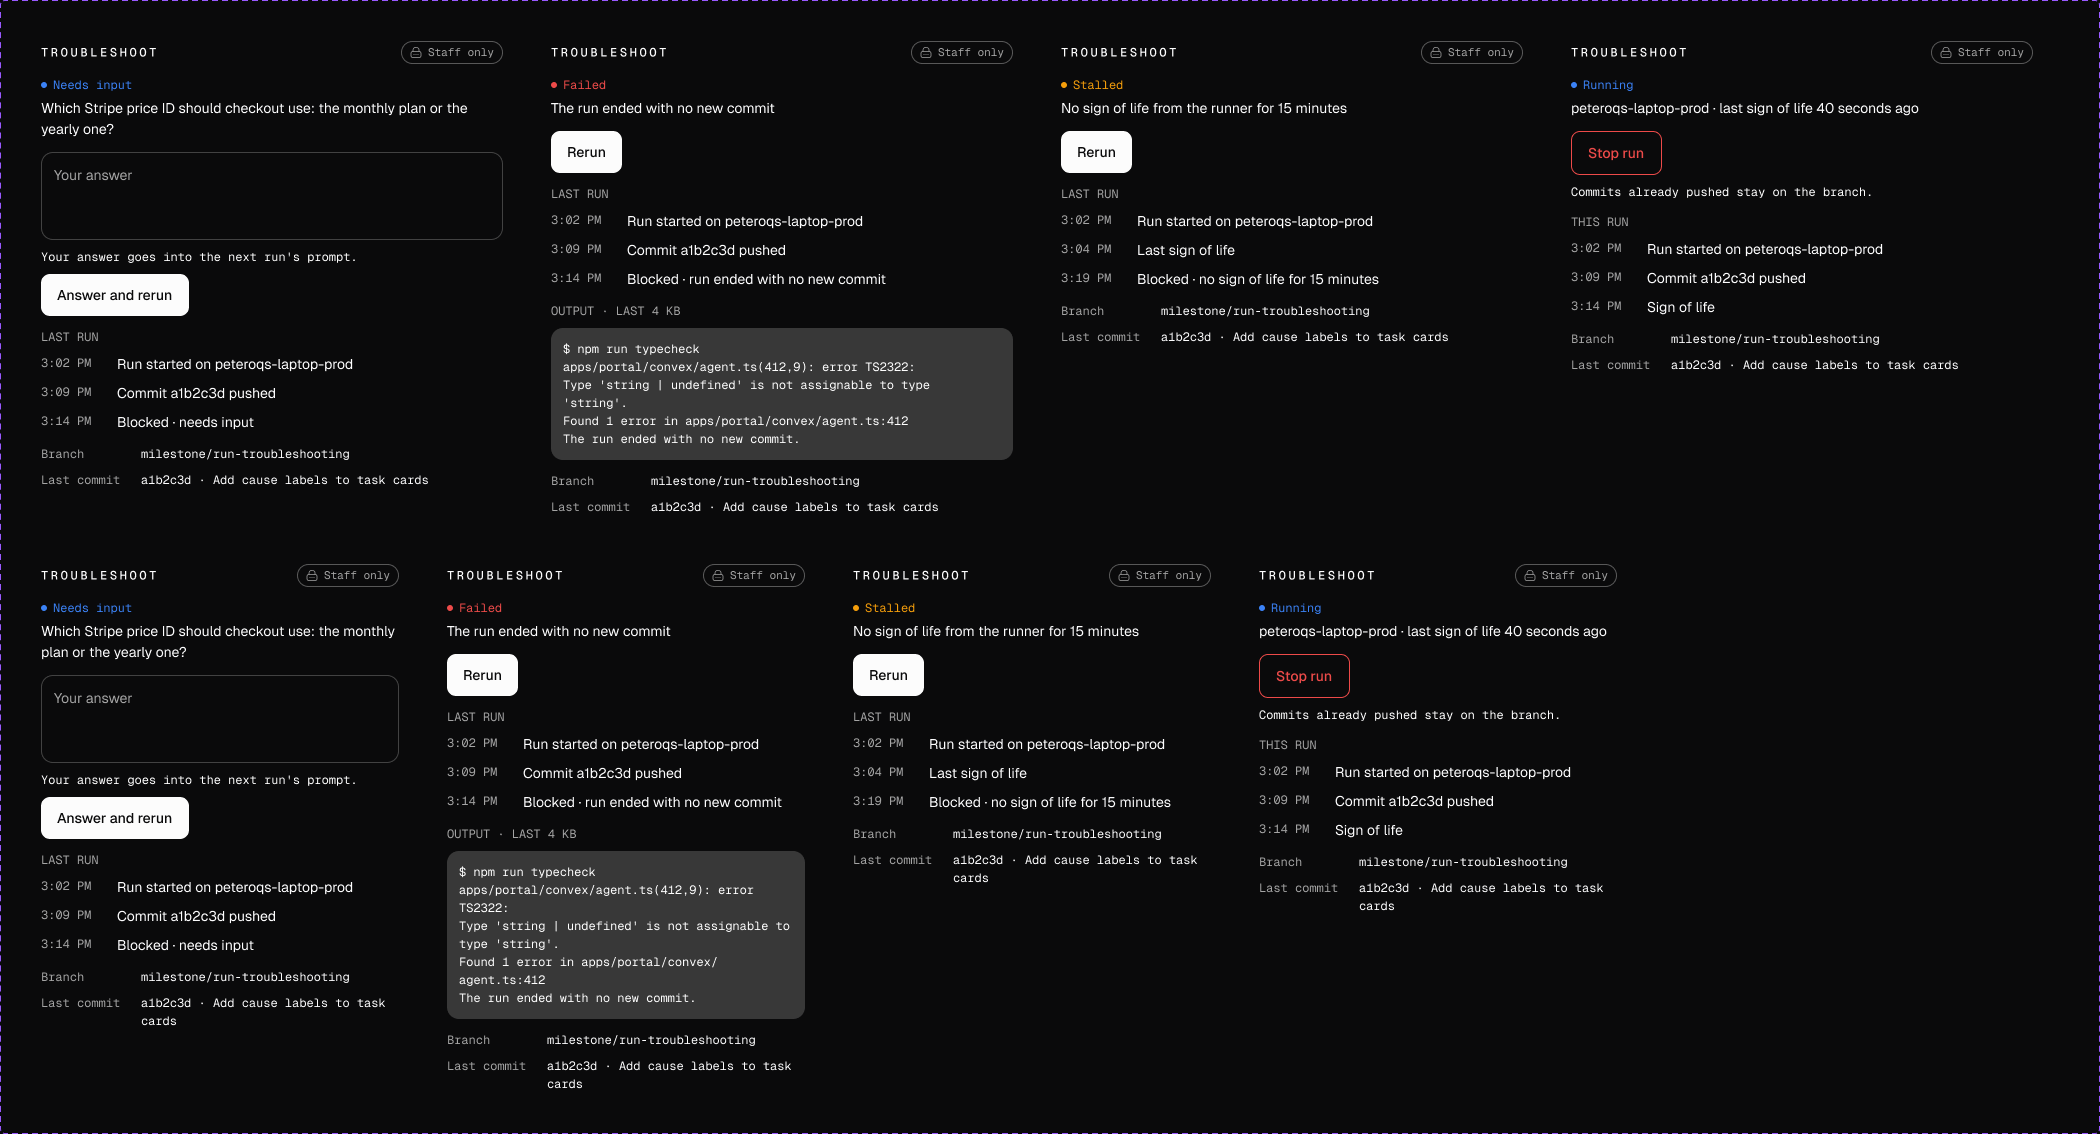 TROUBLESHOOT
Staff only
Needs input
Which Stripe price ID should checkout use: the monthly plan or the
yearly one?
Your answer
Your answer goes into the next run's prompt.
Answer and rerun
LAST RUN
3:02 PM Run started on peteroqs-laptop-prod
3:09 PM Commit a1b2c3d pushed
3:14 PM Blocked · needs input
Branch milestone/run-troubleshooting
Last commit a1b2c3d · Add cause labels to task cards
TROUBLESHOOT
Staff only
Failed
The run ended with no new commit
Rerun
LAST RUN
3:02 PM Run started on peteroqs-laptop-prod
3:09 PM Commit a1b2c3d pushed
3:14 PM Blocked · run ended with no new commit
OUTPUT · LAST 4 KB
$ npm run typecheck
apps/portal/convex/agent.ts(412,9): error TS2322:
Type 'string | undefined' is not assignable to type
'string'.
Found 1 error in apps/portal/convex/agent.ts:412
The run ended with no new commit.
Branch milestone/run-troubleshooting
Last commit a1b2c3d · Add cause labels to task cards
TROUBLESHOOT
Staff only
Stalled
No sign of life from the runner for 15 minutes
Rerun
LAST RUN
3:02 PM Run started on peteroqs-laptop-prod
3:04 PM Last sign of life
3:19 PM Blocked · no sign of life for 15 minutes
Branch milestone/run-troubleshooting
Last commit a1b2c3d · Add cause labels to task cards
TROUBLESHOOT
Staff only
Running
peteroqs-laptop-prod · last sign of life 40 seconds ago
Stop run
Commits already pushed stay on the branch.
THIS RUN
3:02 PM Run started on peteroqs-laptop-prod
3:09 PM Commit a1b2c3d pushed
3:14 PM Sign of life
Branch milestone/run-troubleshooting
Last commit a1b2c3d · Add cause labels to task cards
TROUBLESHOOT
Staff only
Needs input
Which Stripe price ID should checkout use: the monthly
plan or the yearly one?
Your answer
Your answer goes into the next run's prompt.
Answer and rerun
LAST RUN
3:02 PM Run started on peteroqs-laptop-prod
3:09 PM Commit a1b2c3d pushed
3:14 PM Blocked · needs input
Branch milestone/run-troubleshooting
Last commit a1b2c3d · Add cause labels to task
cards
TROUBLESHOOT
Staff only
Failed
The run ended with no new commit
Rerun
LAST RUN
3:02 PM Run started on peteroqs-laptop-prod
3:09 PM Commit a1b2c3d pushed
3:14 PM Blocked · run ended with no new commit
OUTPUT · LAST 4 KB
$ npm run typecheck
apps/portal/convex/agent.ts(412,9): error
TS2322:
Type 'string | undefined' is not assignable to
type 'string'.
Found 1 error in apps/portal/convex/
agent.ts:412
The run ended with no new commit.
Branch milestone/run-troubleshooting
Last commit a1b2c3d · Add cause labels to task
cards
TROUBLESHOOT
Staff only
Stalled
No sign of life from the runner for 15 minutes
Rerun
LAST RUN
3:02 PM Run started on peteroqs-laptop-prod
3:04 PM Last sign of life
3:19 PM Blocked · no sign of life for 15 minutes
Branch milestone/run-troubleshooting
Last commit a1b2c3d · Add cause labels to task
cards
TROUBLESHOOT
Staff only
Running
peteroqs-laptop-prod · last sign of life 40 seconds ago
Stop run
Commits already pushed stay on the branch.
THIS RUN
3:02 PM Run started on peteroqs-laptop-prod
3:09 PM Commit a1b2c3d pushed
3:14 PM Sign of life
Branch milestone/run-troubleshooting
Last commit a1b2c3d · Add cause labels to task
cards